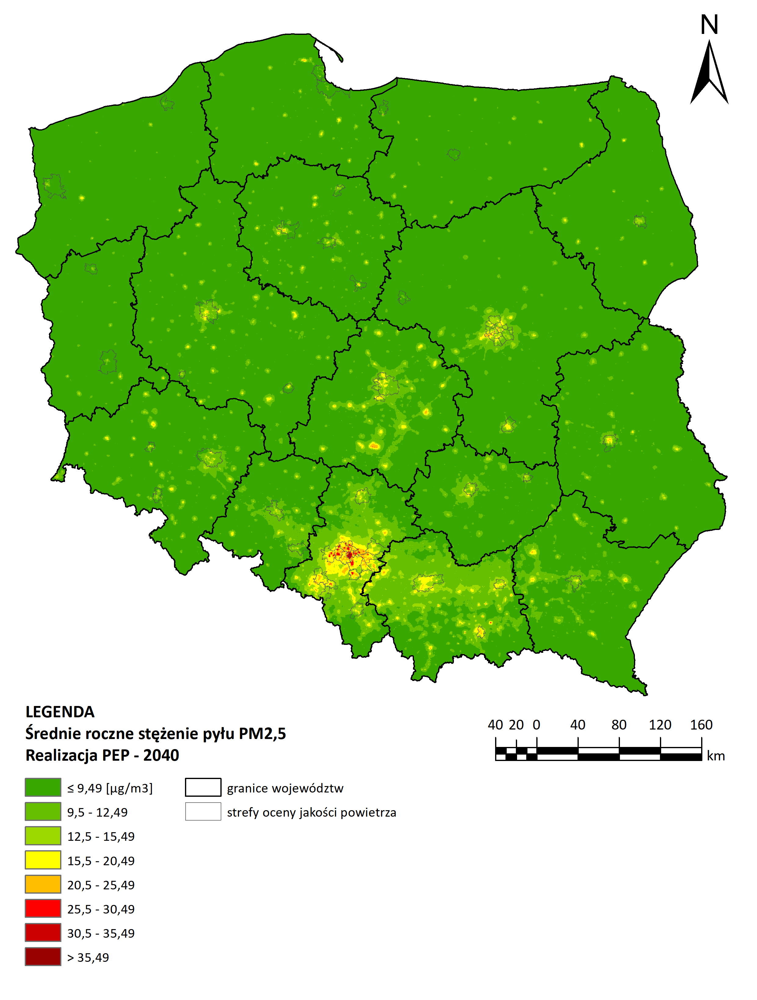 N
LEGENDA
Średnie roczne stężenie pyłu PM2,5
Realizacja PEP - 2040
40 20 0 40 80 120 160
km
≤ 9,49 [µg/m3]
9,5 - 12,49
12,5 - 15,49
15,5 - 20,49
20,5 - 25,49
25,5 - 30,49
30,5 - 35,49
> 35,49
granice województw
strefy oceny jakości powietrza